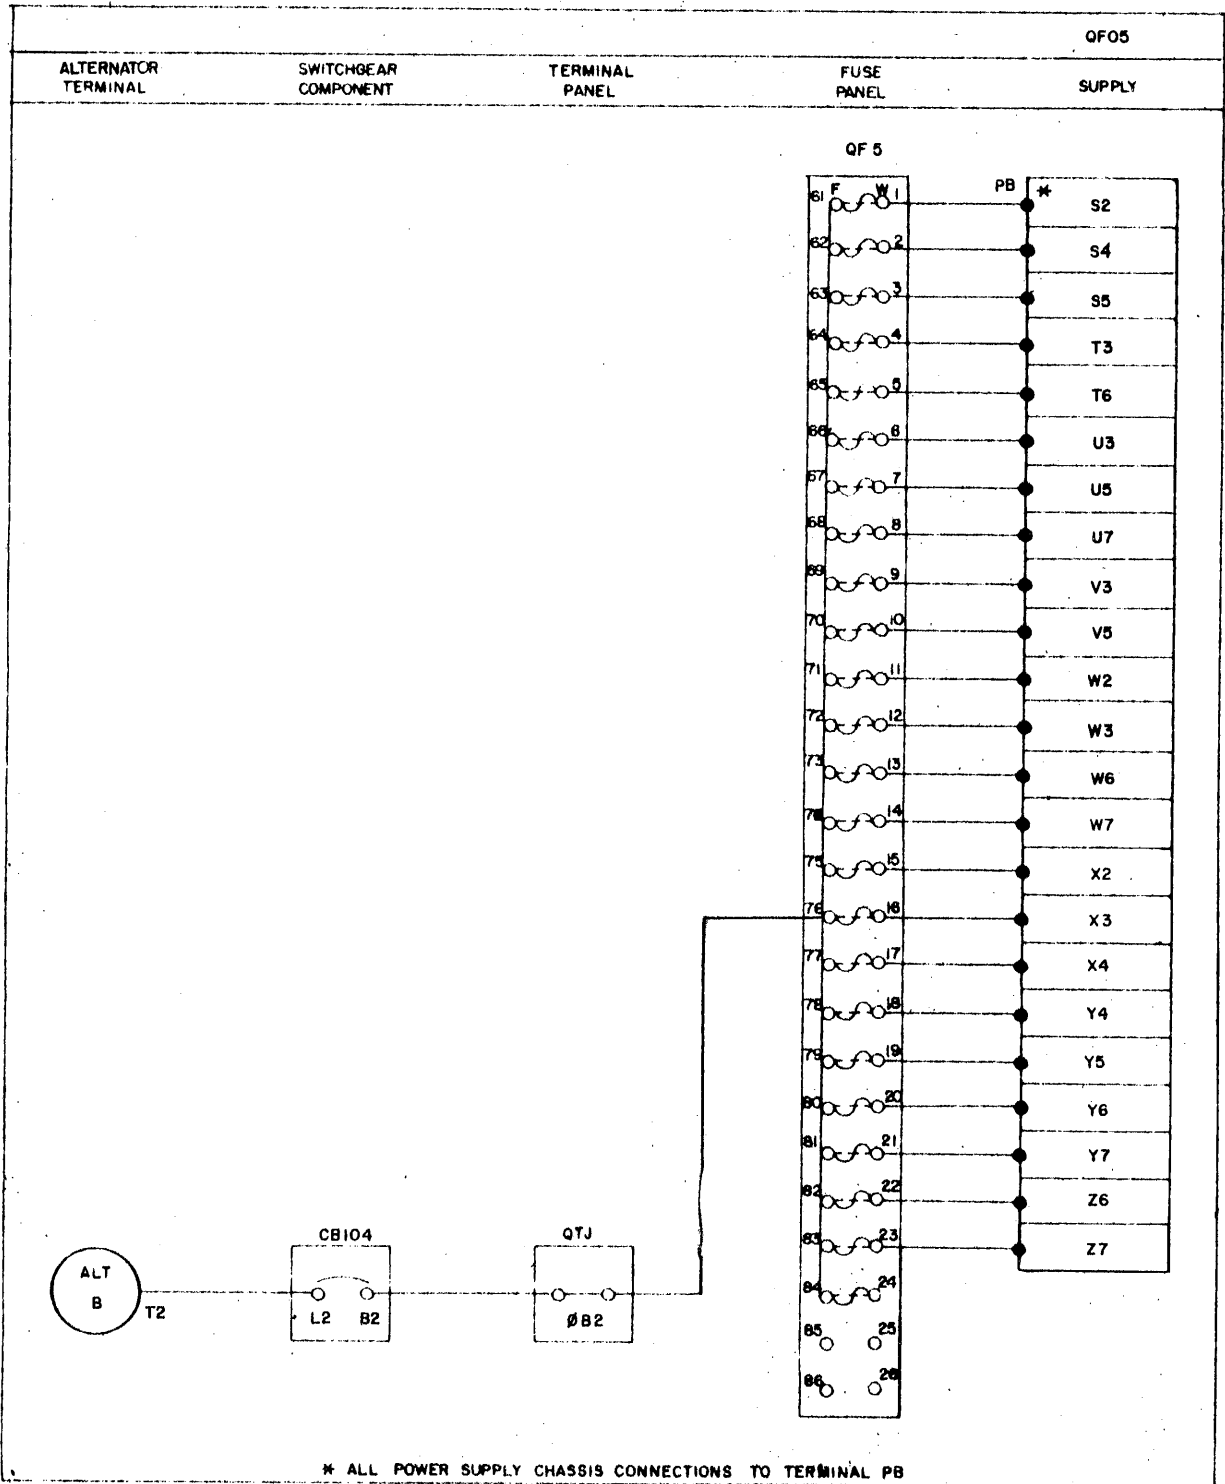 QF05
ALTERNATOR TERMINAL
SWITCHGEAR COMPONENT
TERMINAL PANEL
FUSE PANEL
SUPPLY
QF 5
F W PB *
61 1 S2
62 2 S4
63 3 S5
64 4 T3
65 5 T6
66 6 U3
67 7 U5
68 8 U7
69 9 V3
70 10 V5
71 11 W2
72 12 W3
73 13 W6
74 14 W7
75 15 X2
76 16 X3
77 17 X4
78 18 Y4
79 19 Y5
80 20 Y6
81 21 Y7
82 22 Z6
83 23 Z7
84 24
85 25
86 26
CB104
QTJ
ALT
B
T2
L2 B2
ØB2
* ALL POWER SUPPLY CHASSIS CONNECTIONS TO TERMINAL PB